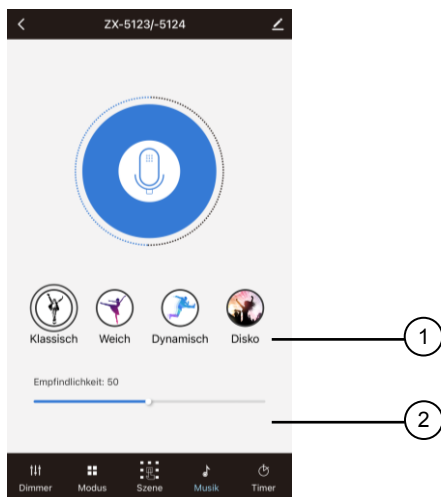 ZX-5123/-5124
Klassisch Weich Dynamisch Disko
1
Empfindlichkeit: 50
2
Dimmer Modus Szene Musik Timer